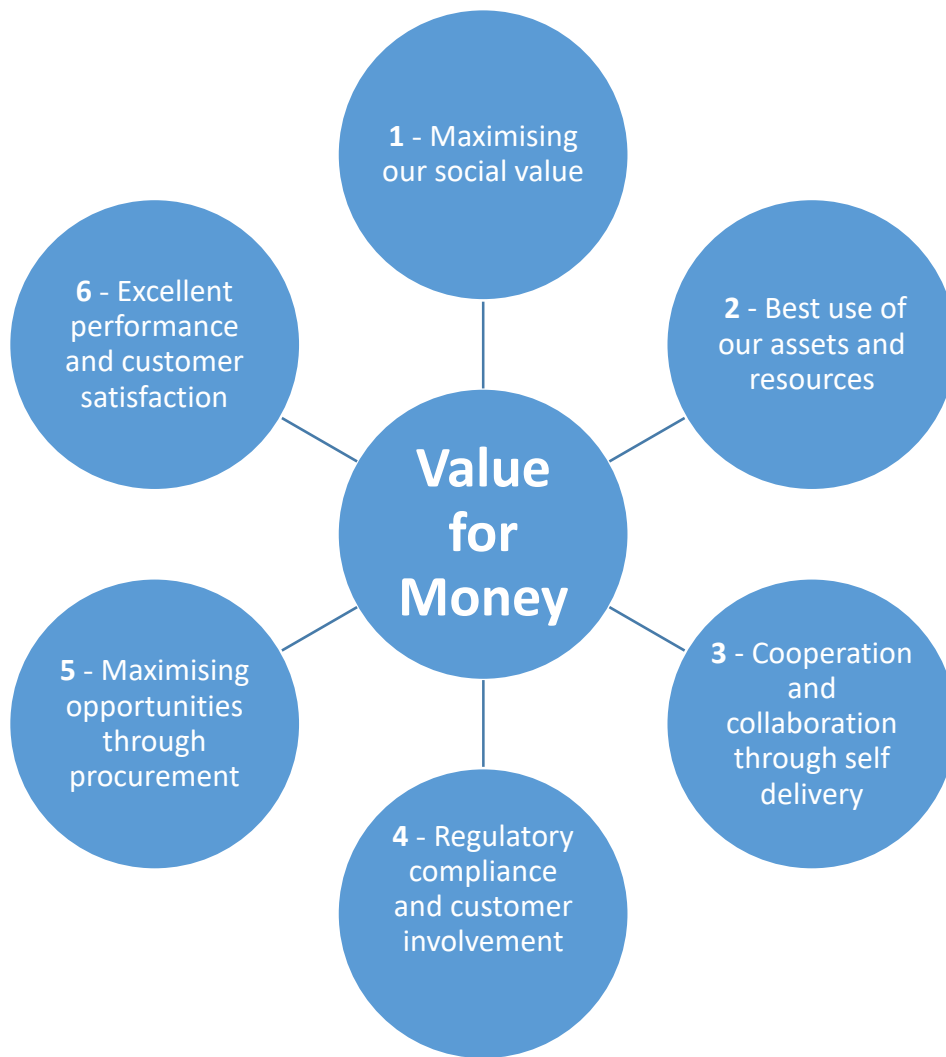 1 - Maximising
our social value
2 - Best use of
our assets and
resources
3 - Cooperation
and
collaboration
through self
delivery
4 - Regulatory
compliance
and customer
involvement
5 - Maximising
opportunities
through
procurement
6 - Excellent
performance
and customer
satisfaction
Value
for
Money